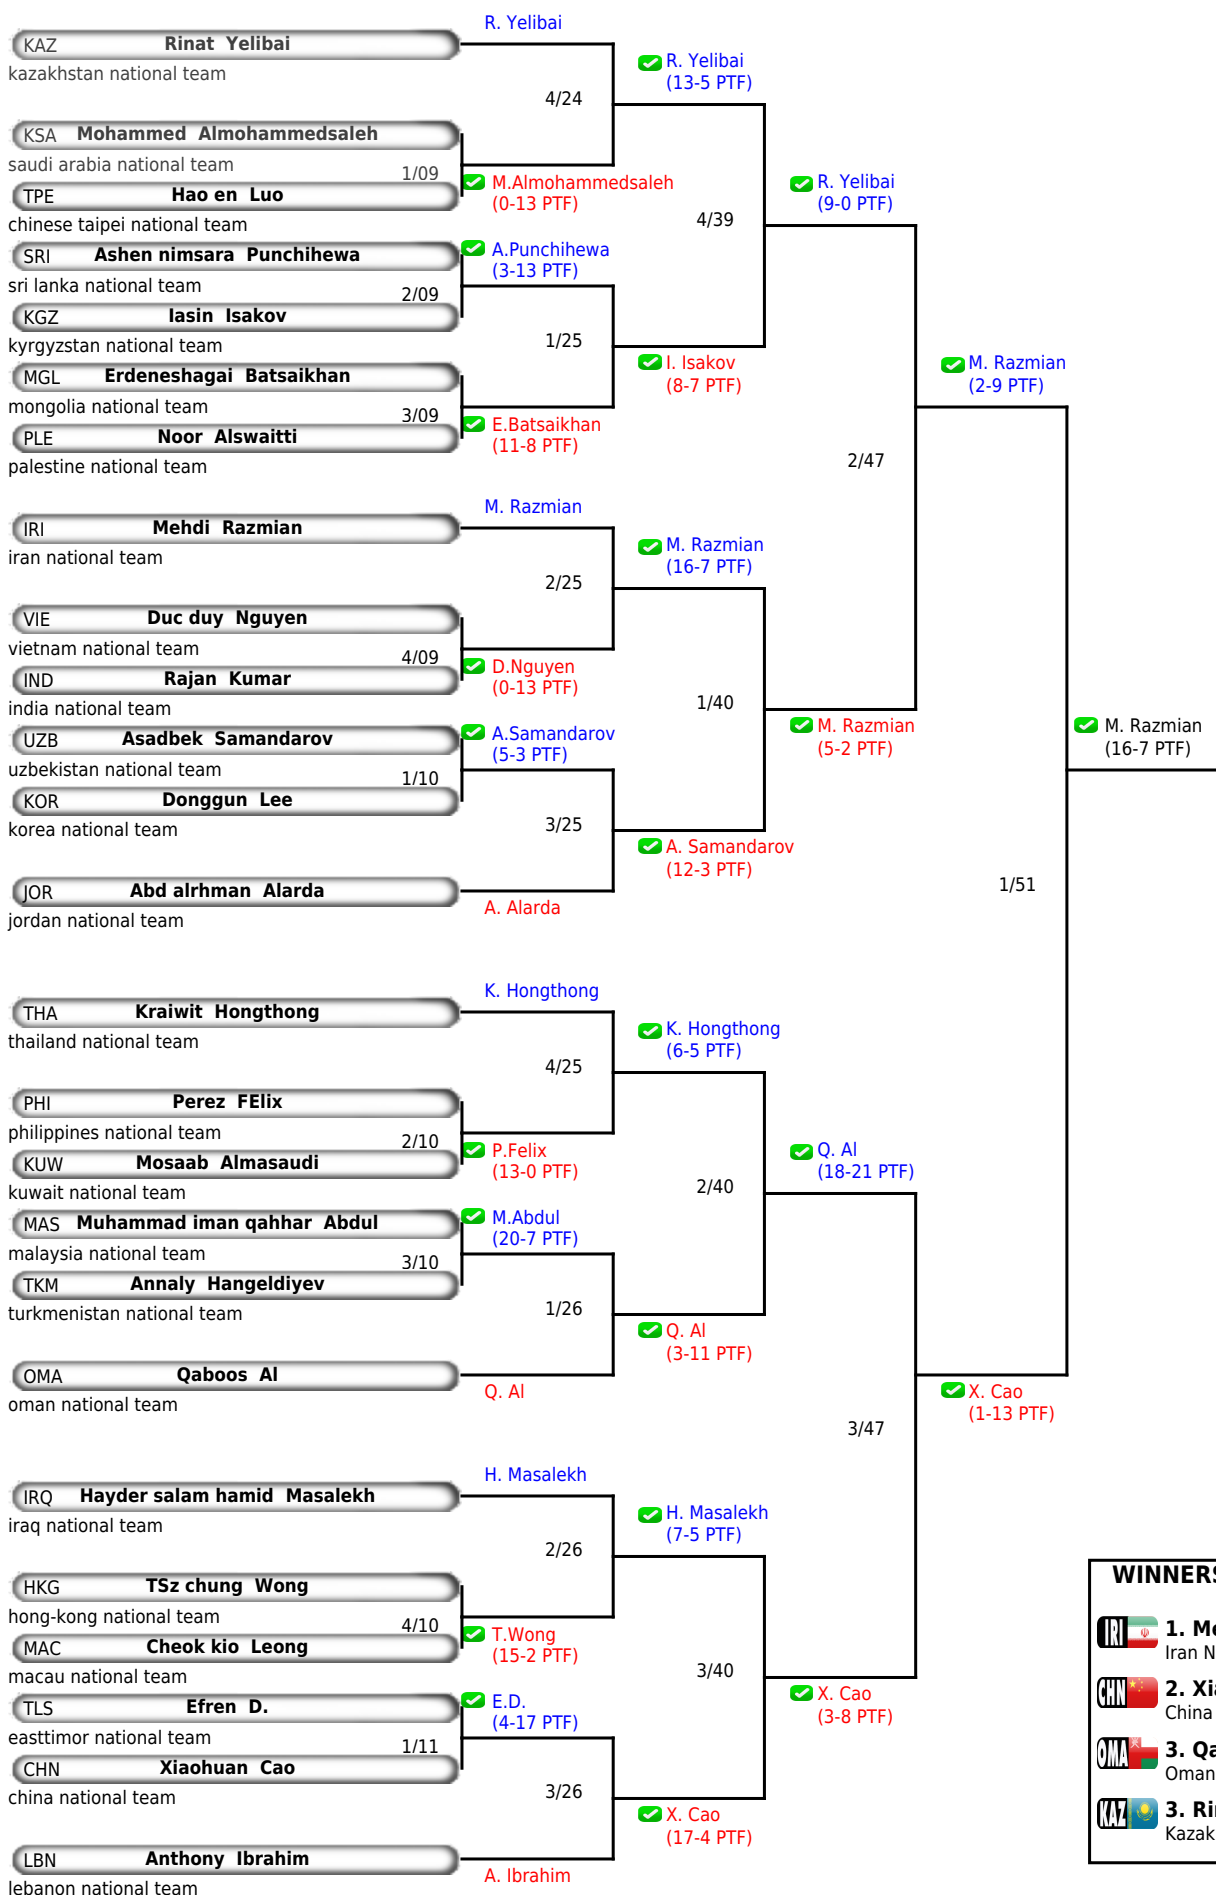 R. Yelibai
KAZ Rinat Yelibai
kazakhstan national team
R. Yelibai
(13-5 PTF)
4/24
KSA Mohammed Almohammedsaleh
saudi arabia national team
1/09
M.Almohammedsaleh
(0-13 PTF)
R. Yelibai
(9-0 PTF)
TPE Hao en Luo
chinese taipei national team
4/39
SRI Ashen nimsara Punchihewa
sri lanka national team
A.Punchihewa
(3-13 PTF)
2/09
KGZ Iasin Isakov
kyrgyzstan national team
1/25
I. Isakov
(8-7 PTF)
M. Razmian
(2-9 PTF)
MGL Erdeneshagai Batsaikhan
mongolia national team
3/09
E.Batsaikhan
(11-8 PTF)
PLE Noor Alswaitti
palestine national team
2/47
M. Razmian
IRI Mehdi Razmian
iran national team
M. Razmian
(16-7 PTF)
2/25
VIE Duc duy Nguyen
vietnam national team
4/09
D.Nguyen
(0-13 PTF)
IND Rajan Kumar
india national team
1/40
M. Razmian
(5-2 PTF)
M. Razmian
(16-7 PTF)
UZB Asadbek Samandarov
uzbekistan national team
A.Samandarov
(5-3 PTF)
1/10
KOR Donggun Lee
korea national team
3/25
A. Samandarov
(12-3 PTF)
JOR Abd alrhman Alarda
jordan national team
A. Alarda
1/51
K. Hongthong
THA Kraiwit Hongthong
thailand national team
K. Hongthong
(6-5 PTF)
4/25
PHI Perez FElix
philippines national team
2/10
P.Felix
(13-0 PTF)
Q. Al
(18-21 PTF)
KUW Mosaab Almasaudi
kuwait national team
2/40
MAS Muhammad iman qahhar Abdul
malaysia national team
M.Abdul
(20-7 PTF)
3/10
TKM Annaly Hangeldiyev
turkmenistan national team
1/26
Q. Al
(3-11 PTF)
OMA Qaboos Al
oman national team
Q. Al
X. Cao
(1-13 PTF)
3/47
H. Masalekh
IRQ Hayder salam hamid Masalekh
iraq national team
H. Masalekh
(7-5 PTF)
2/26
HKG TSz chung Wong
hong-kong national team
4/10
T.Wong
(15-2 PTF)
MAC Cheok kio Leong
macau national team
3/40
X. Cao
(3-8 PTF)
TLS Efren D.
easttimor national team
E.D.
(4-17 PTF)
1/11
CHN Xiaohuan Cao
china national team
3/26
X. Cao
(17-4 PTF)
LBN Anthony Ibrahim
lebanon national team
A. Ibrahim
WINNERS
IRI 1. Me
Iran N
CHN 2. Xia
China
OMA 3. Qa
Oman
KAZ 3. Rin
Kazak